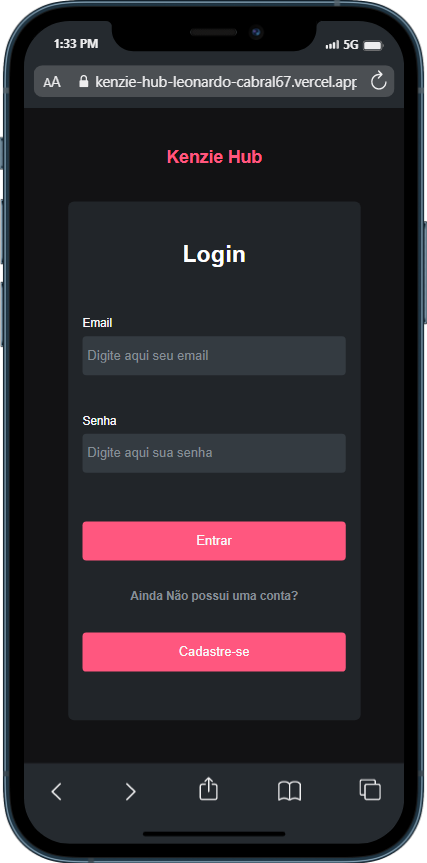 1:33 PM
5G
AA
kenzie-hub-leonardo-cabral67.vercel.app
Kenzie Hub
Login
Email
Digite aqui seu email
Senha
Digite aqui sua senha
Entrar
Ainda Não possui uma conta?
Cadastre-se